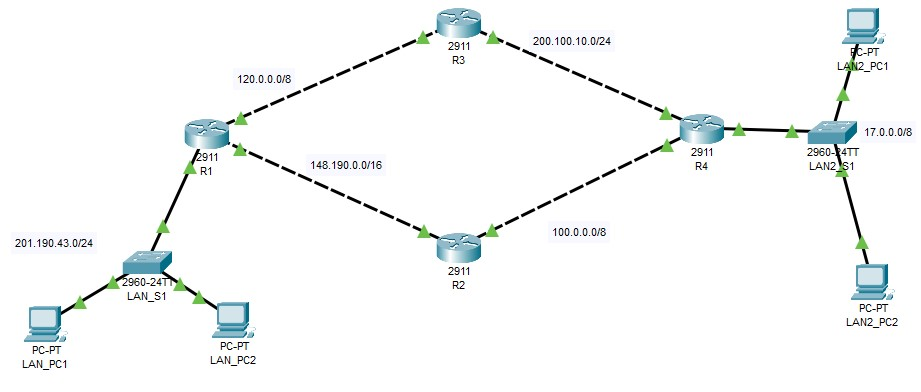 2911
R3
200.100.10.0/24
PC-PT
LAN2_PC1
120.0.0.0/8
2911
R1
148.190.0.0/16
2911
R4
17.0.0.0/8
2960-24TT
LAN2_S1
201.190.43.0/24
100.0.0.0/8
2911
R2
2960-24TT
LAN_S1
PC-PT
LAN2_PC2
PC-PT
LAN_PC1
PC-PT
LAN_PC2